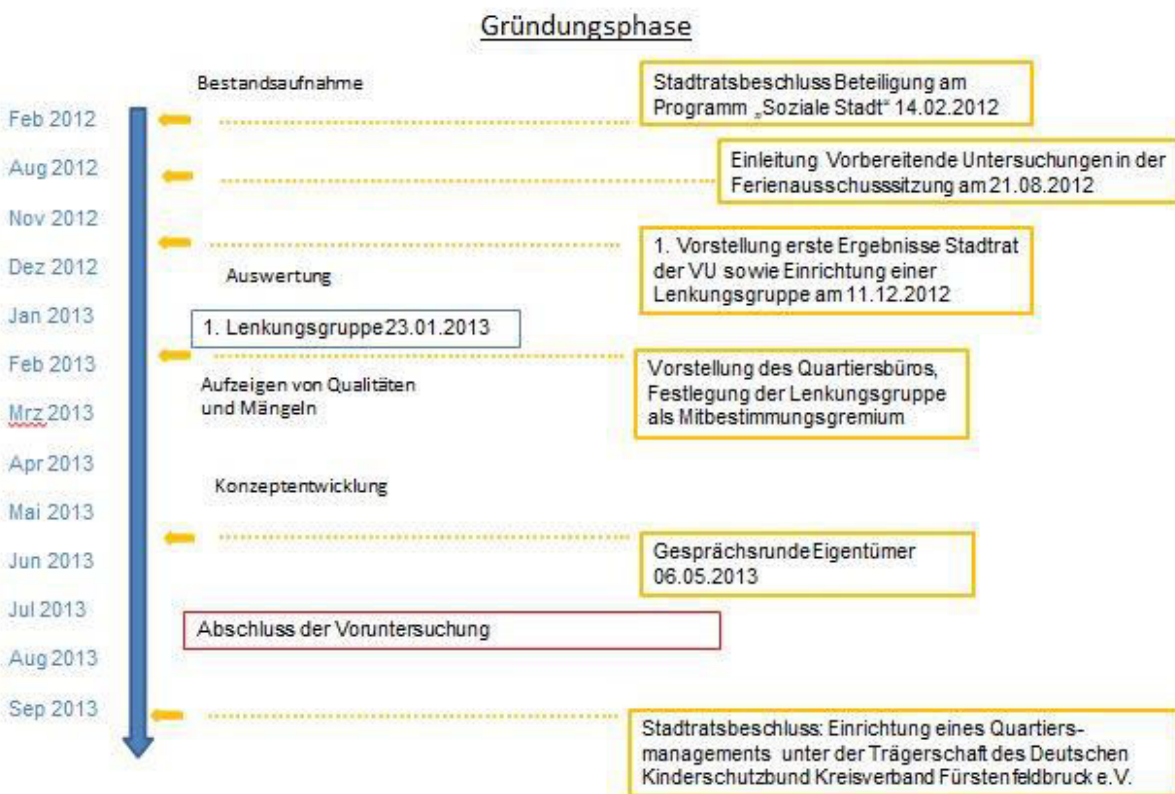 Gründungsphase
Bestandsaufnahme
Stadtratsbeschluss Beteiligung am
Programm „Soziale Stadt“ 14.02.2012
Feb 2012
Aug 2012
Einleitung Vorbereitende Untersuchungen in der
Ferienausschusssitzung am 21.08.2012
Nov 2012
1. Vorstellung erste Ergebnisse Stadtrat
der VU sowie Einrichtung einer
Lenkungsgruppe am 11.12.2012
Dez 2012
Auswertung
Jan 2013
1. Lenkungsgruppe 23.01.2013
Feb 2013
Vorstellung des Quartiersbüros,
Festlegung der Lenkungsgruppe
als Mitbestimmungsgremium
Aufzeigen von Qualitäten
und Mängeln
Mrz 2013
Apr 2013
Konzeptentwicklung
Mai 2013
Gesprächsrunde Eigentümer
06.05.2013
Jun 2013
Jul 2013
Abschluss der Voruntersuchung
Aug 2013
Sep 2013
Stadtratsbeschluss: Einrichtung eines Quartiers-
managements unter der Trägerschaft des Deutschen
Kinderschutzbund Kreisverband Fürstenfeldbruck e.V.